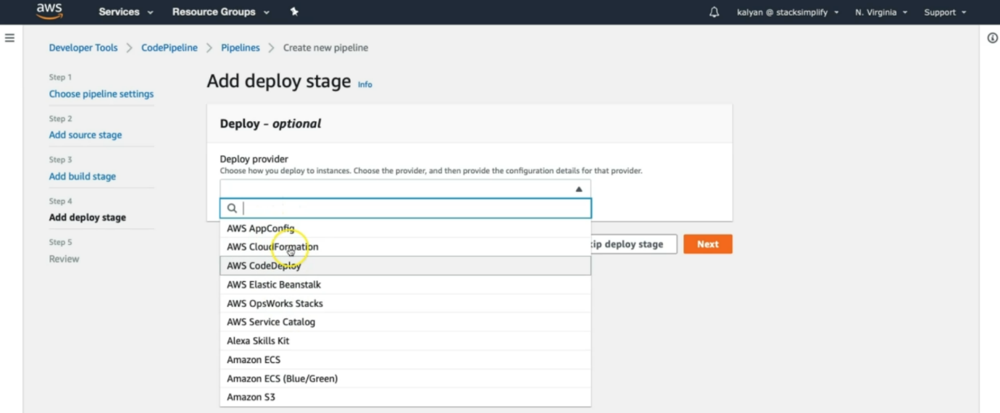 aws Services Resource Groups kalyan @ stacksimplify N. Virginia Support
Developer Tools > CodePipeline > Pipelines > Create new pipeline
Step 1
Choose pipeline settings
Step 2
Add source stage
Step 3
Add build stage
Step 4
Add deploy stage
Step 5
Review
Add deploy stage Info
Deploy - optional
Deploy provider
Choose how you deploy to instances. Choose the provider, and then provide the configuration details for that provider.
AWS AppConfig
AWS CloudFormation
AWS CodeDeploy
AWS Elastic Beanstalk
AWS OpsWorks Stacks
AWS Service Catalog
Alexa Skills Kit
Amazon ECS
Amazon ECS (Blue/Green)
Amazon S3
kip deploy stage
Next